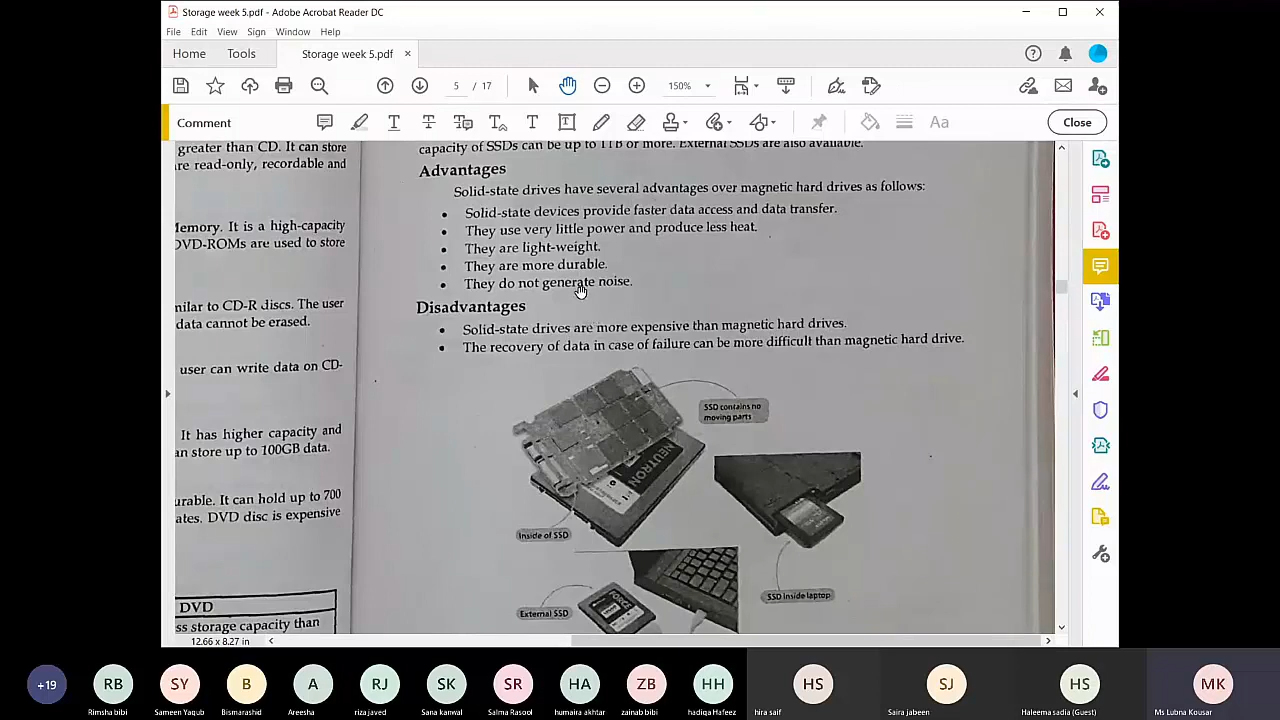 Storage week 5.pdf - Adobe Acrobat Reader DC
File Edit View Sign Window Help
Home Tools Storage week 5.pdf ×
5 / 17 150%
Comment Close
greater than CD. It can store
re read-only, recordable and
Memory. It is a high-capacity
DVD-ROMs are used to store
nilar to CD-R discs. The user
data cannot be erased.
user can write data on CD-
It has higher capacity and
an store up to 100GB data.
urable. It can hold up to 700
ates. DVD disc is expensive
DVD
ss storage capacity than
capacity of SSDs can be up to 1TB or more. External SSDs are also available.
Advantages
Solid-state drives have several advantages over magnetic hard drives as follows:
• Solid-state devices provide faster data access and data transfer.
• They use very little power and produce less heat.
• They are light-weight.
• They are more durable.
• They do not generate noise.
Disadvantages
• Solid-state drives are more expensive than magnetic hard drives.
• The recovery of data in case of failure can be more difficult than magnetic hard drive.
SSD contains no
moving parts
NEUTRON
Inside of SSD
SSD Inside laptop
External SSD
FORCE
12.66 x 8.27 in
+19 RB SY B A RJ SK SR HA ZB HH HS SJ HS MK
Rimsha bibi Sameen Yaqub Bismarashid Areesha riza javed Sana kanwal Salma Rasool humaira akhtar zainab bibi hadiqa Hafeez hira saif Saira jabeen Haleema sadia (Guest) Ms Lubna Kousar